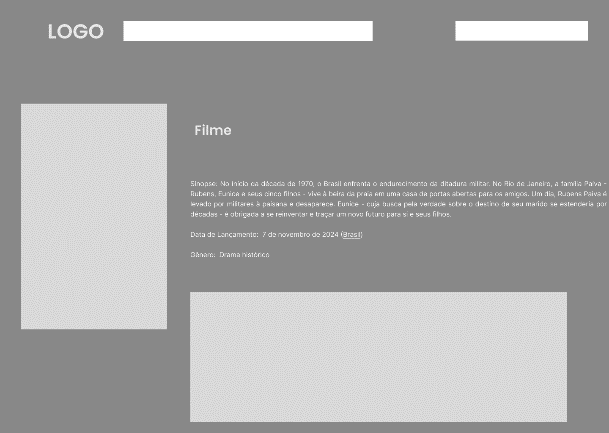 LOGO
Filme
Sinopse: No início da década de 1970, o Brasil enfrenta o endurecimento da ditadura militar. No Rio de Janeiro, a família Paiva -
Rubens, Eunice e seus cinco filhos - vive à beira da praia em uma casa de portas abertas para os amigos. Um dia, Rubens Paiva é
levado por militares à paisana e desaparece. Eunice - cuja busca pela verdade sobre o destino de seu marido se estenderia por
décadas - é obrigada a se reinventar e traçar um novo futuro para si e seus filhos.
Data de Lançamento: 7 de novembro de 2024 (Brasil)
Gênero: Drame histórico